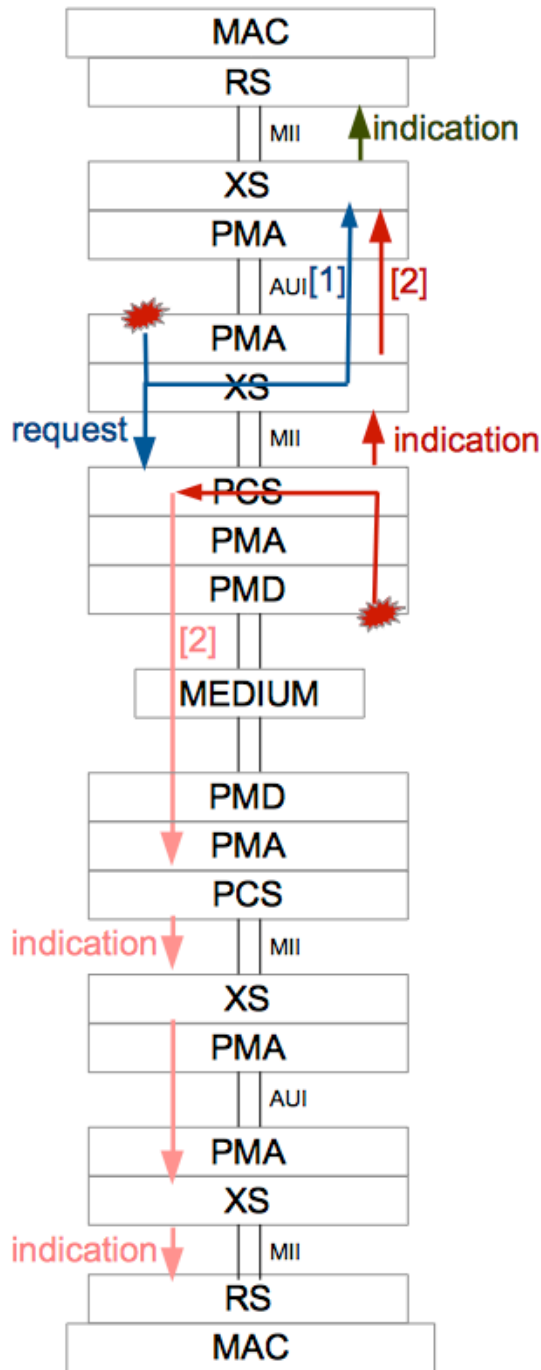 MAC
RS
MII
indication
XS
PMA
AUI [1] [2]
PMA
XS
request
MII
indication
PCS
PMA
PMD
[2]
MEDIUM
PMD
PMA
PCS
indication
MII
XS
PMA
AUI
PMA
XS
indication
MII
RS
MAC